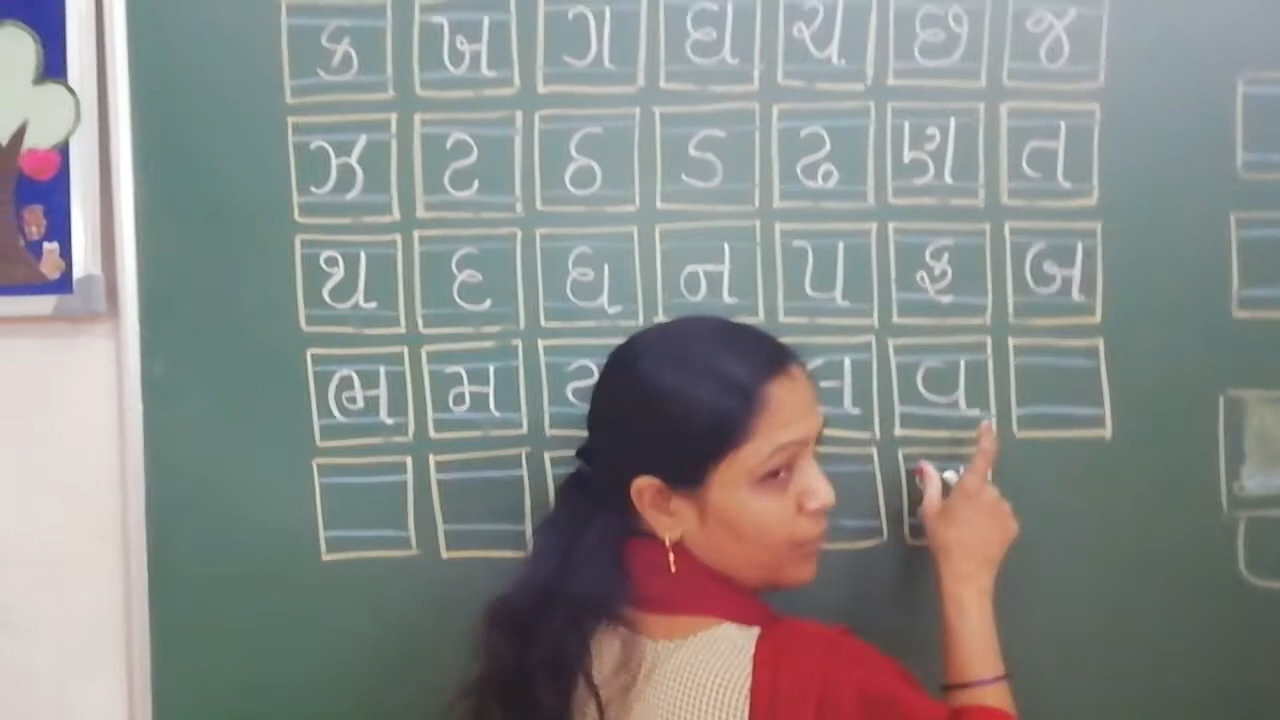 ક ખ ગ ઘ ચ છ જ
ઝ ટ ઠ ડ ઢ ણ ત
થ દ ધ ન પ ફ બ
ભ મ લ વ